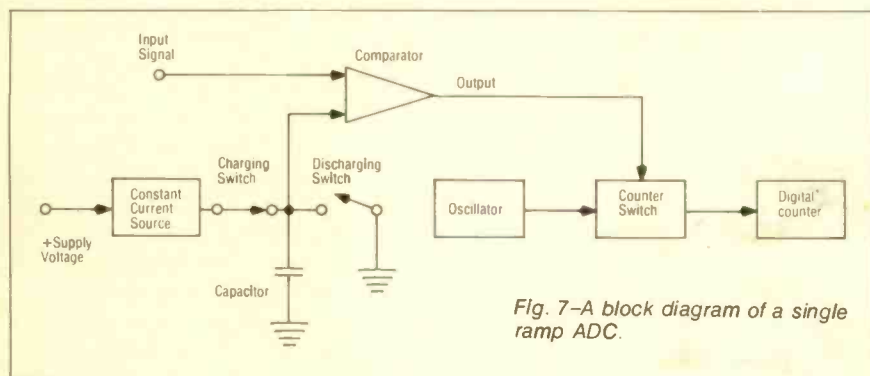 Input
Signal
Comparator
Output
Charging
Switch
Discharging
Switch
Constant
Current
Source
+Supply
Voltage
Capacitor
Oscillator
Counter
Switch
Digital
counter
Fig. 7–A block diagram of a single
ramp ADC.